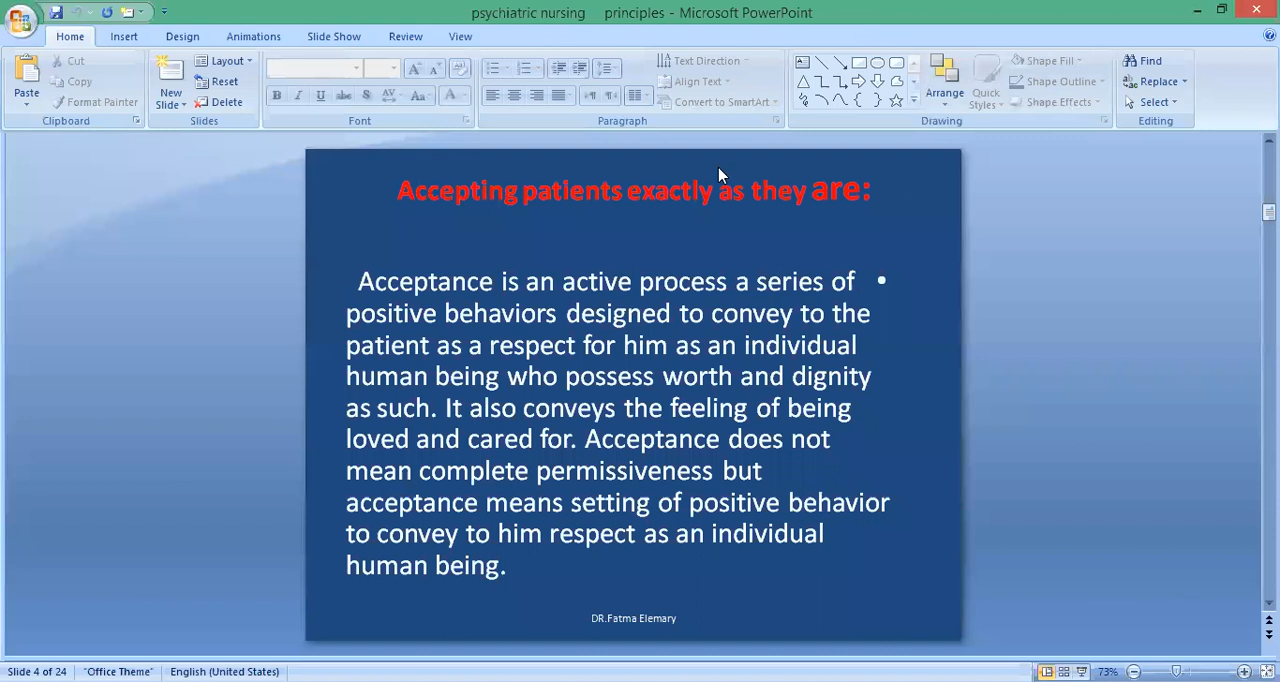 psychiatric nursing principles - Microsoft PowerPoint
Home Insert Design Animations Slide Show Review View
Paste
Cut
Copy
Format Painter
Clipboard
New Slide
Layout
Reset
Delete
Slides
B I U abc S AV Aa A
Font
Text Direction
Align Text
Convert to SmartArt
Paragraph
Arrange
Quick Styles
Shape Fill
Shape Outline
Shape Effects
Drawing
Find
Replace
Select
Editing
Accepting patients exactly as they are:
Acceptance is an active process a series of •
positive behaviors designed to convey to the
patient as a respect for him as an individual
human being who possess worth and dignity
as such. It also conveys the feeling of being
loved and cared for. Acceptance does not
mean complete permissiveness but
acceptance means setting of positive behavior
to convey to him respect as an individual
human being.
DR.Fatma Elemary
Slide 4 of 24 "Office Theme" English (United States) 73%